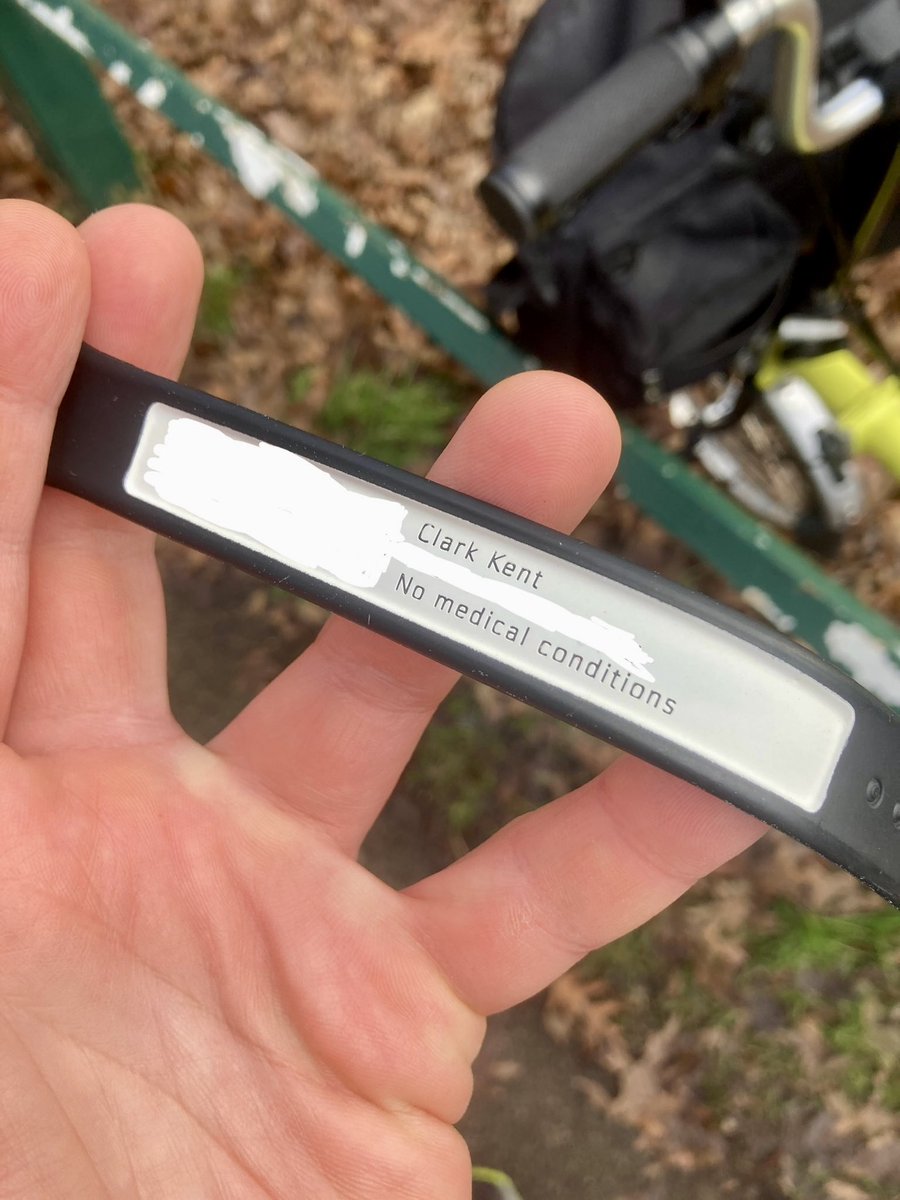 Clark Kent
No medical conditions